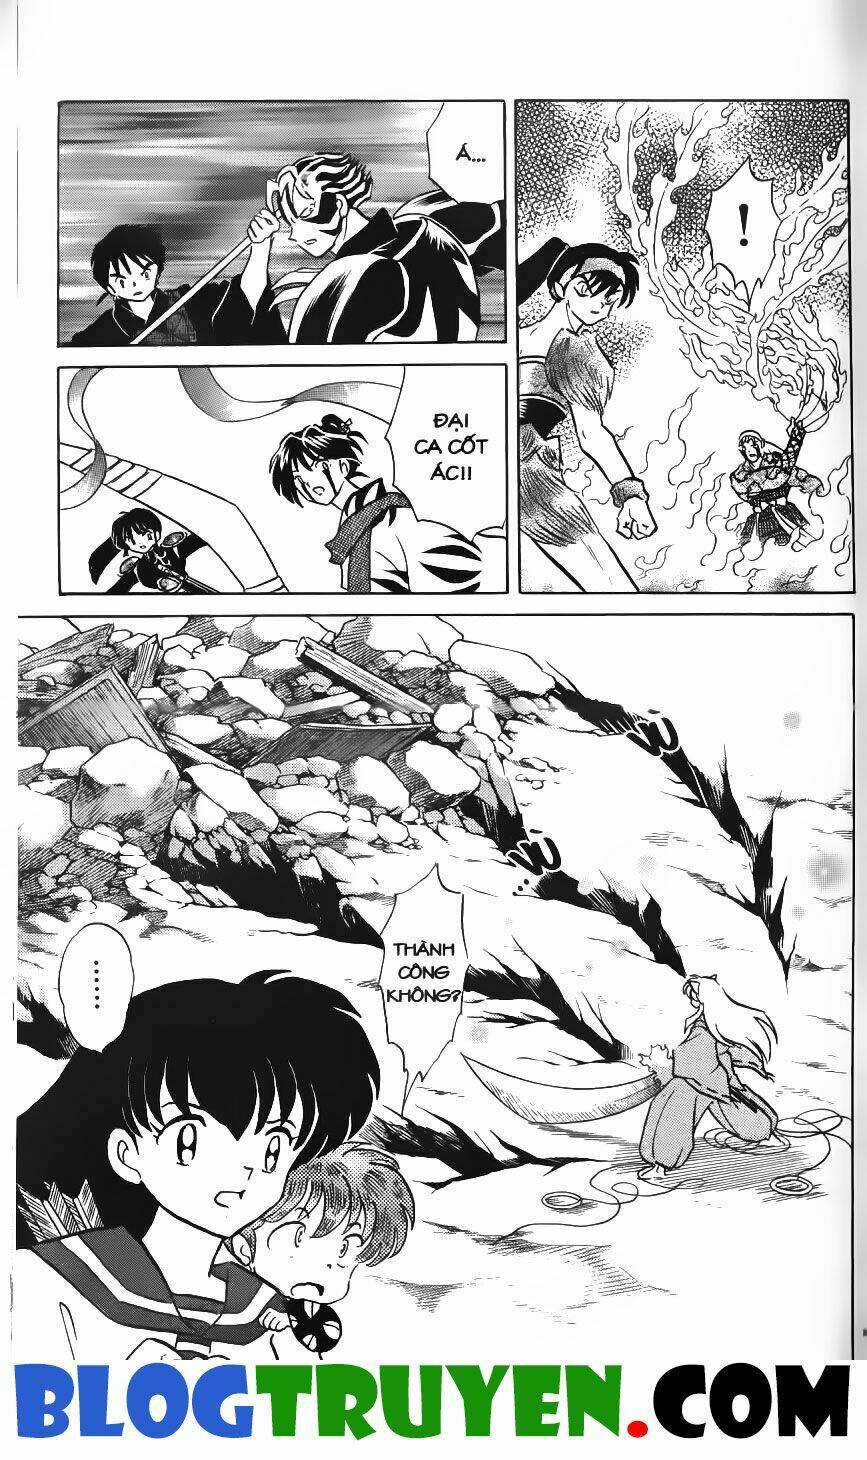 !
Á...
ĐẠI
CA CỐT
ÁC!!
VÙ
...VÙ
THÀNH
CÔNG
KHÔNG?
......
BLOGTRUYEN.COM